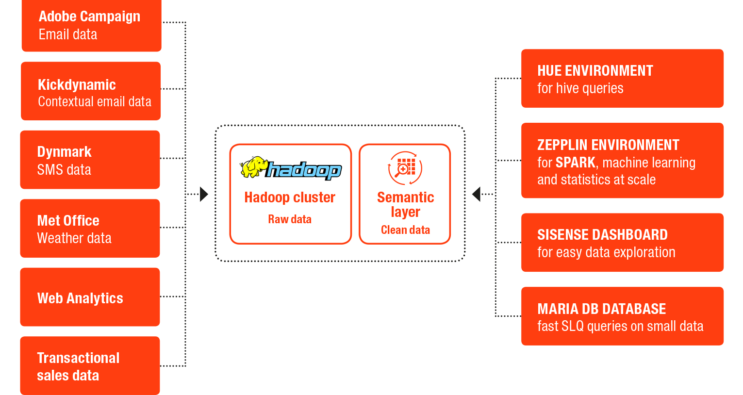 Adobe Campaign
Email data
Kickdynamic
Contextual email data
Dynmark
SMS data
Met Office
Weather data
Web Analytics
Transactional
sales data
hadoop
Hadoop cluster
Raw data
Semantic
layer
Clean data
HUE ENVIRONMENT
for hive queries
ZEPPLIN ENVIRONMENT
for SPARK, machine learning
and statistics at scale
SISENSE DASHBOARD
for easy data exploration
MARIA DB DATABASE
fast SLQ queries on small data